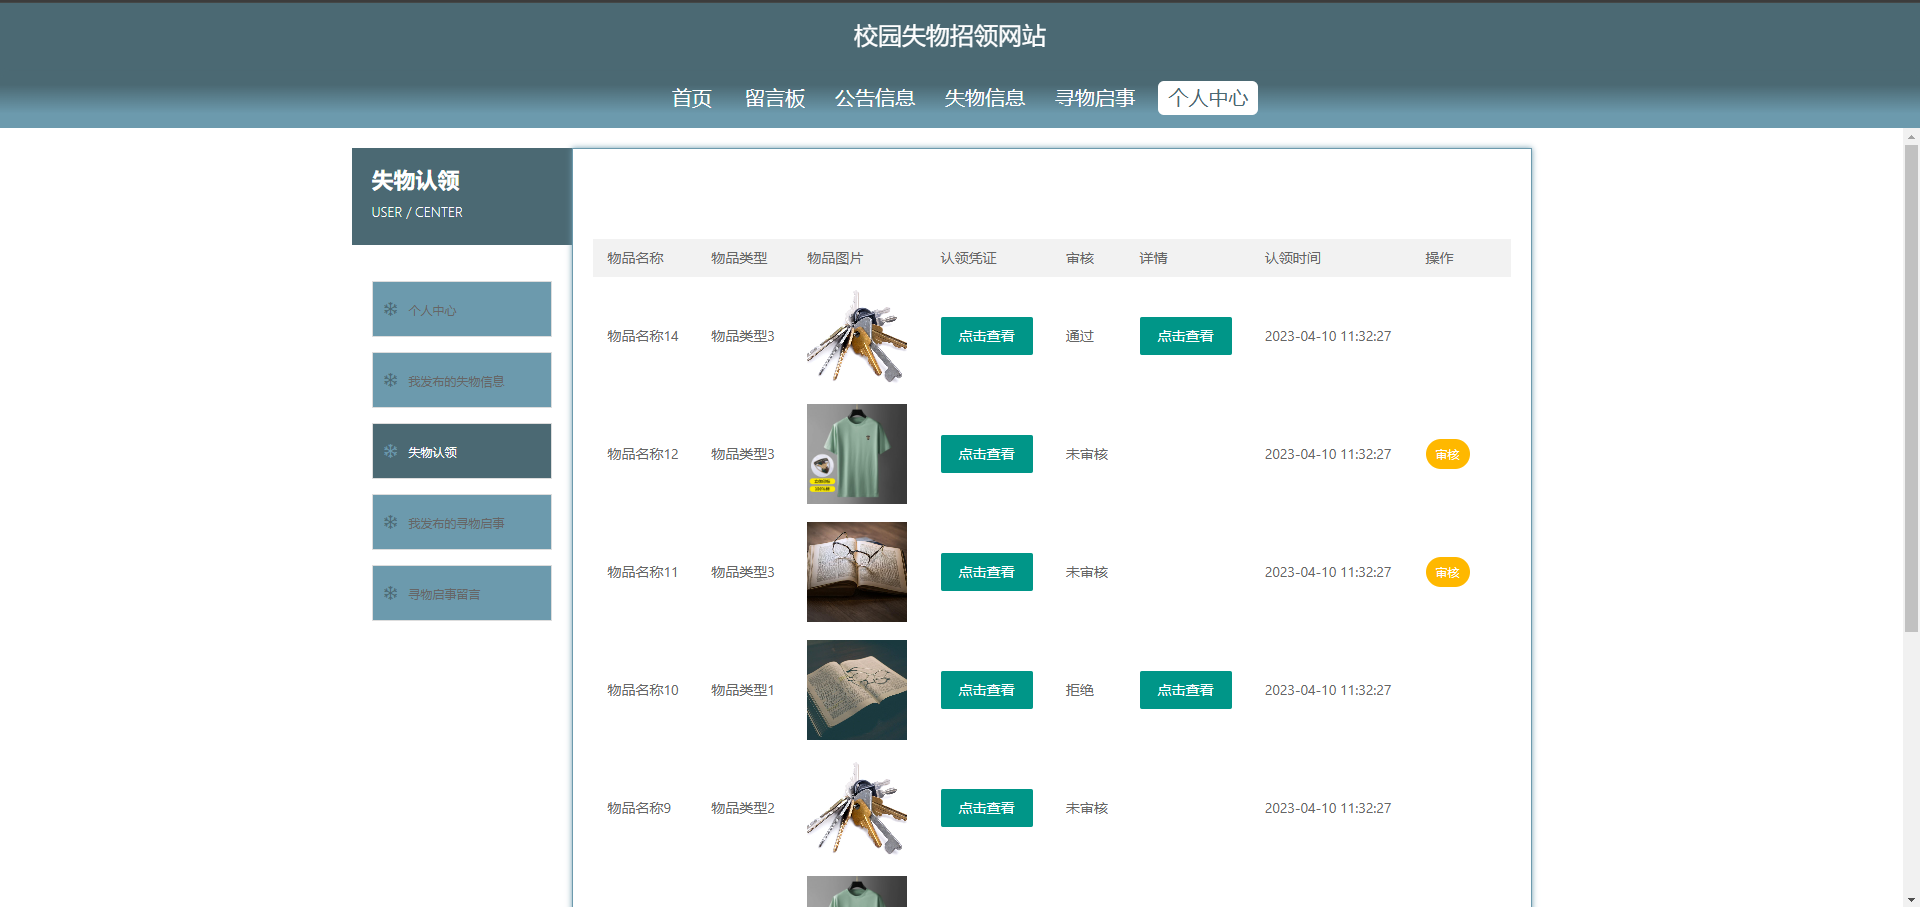 校园失物招领网站
首页 留言板 公告信息 失物信息 寻物启事 个人中心
失物认领
USER / CENTER
个人中心
我发布的失物信息
失物认领
我发布的寻物启事
寻物启事留言
物品名称 物品类型 物品图片 认领凭证 审核 详情 认领时间 操作
物品名称14 物品类型3 点击查看 通过 点击查看 2023-04-10 11:32:27
物品名称12 物品类型3 点击查看 未审核 2023-04-10 11:32:27 审核
物品名称11 物品类型3 点击查看 未审核 2023-04-10 11:32:27 审核
物品名称10 物品类型1 点击查看 拒绝 点击查看 2023-04-10 11:32:27
物品名称9 物品类型2 点击查看 未审核 2023-04-10 11:32:27